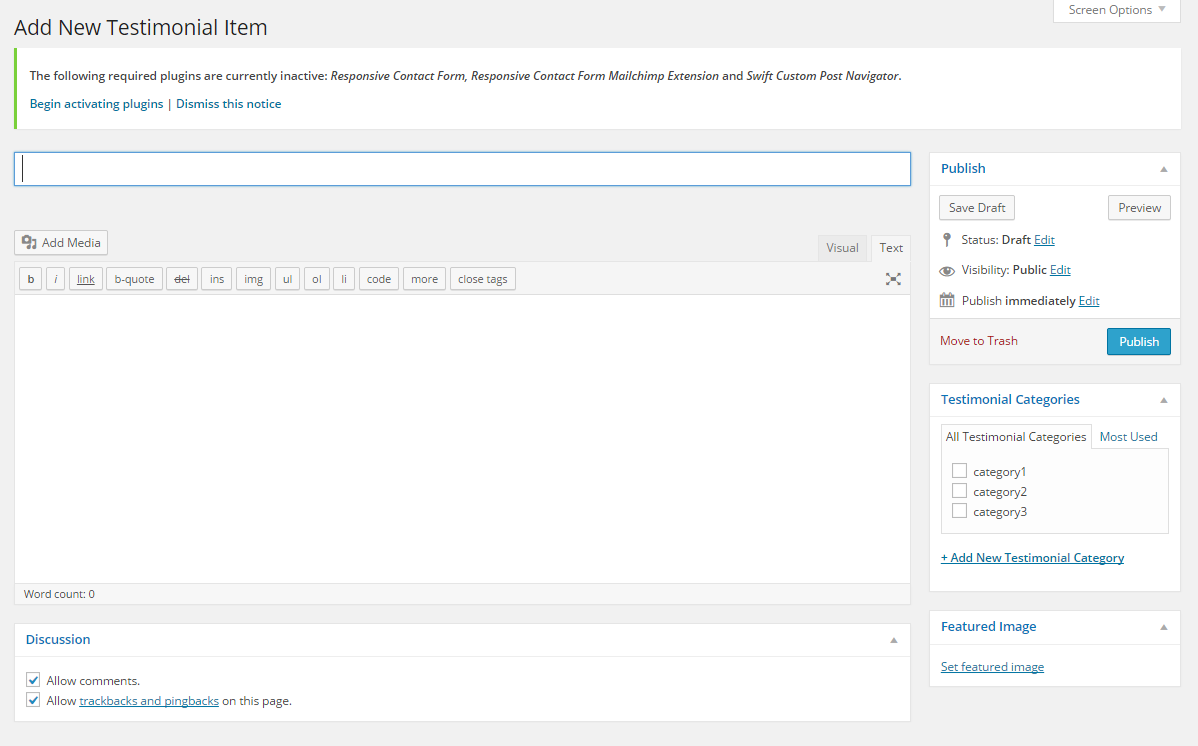 Screen Options
Add New Testimonial Item
The following required plugins are currently inactive: Responsive Contact Form, Responsive Contact Form Mailchimp Extension and Swift Custom Post Navigator.
Begin activating plugins | Dismiss this notice
Add Media
Visual Text
b i link b-quote del ins img ul ol li code more close tags
Word count: 0
Discussion
Allow comments.
Allow trackbacks and pingbacks on this page.
Publish
Save Draft Preview
Status: Draft Edit
Visibility: Public Edit
Publish immediately Edit
Move to Trash Publish
Testimonial Categories
All Testimonial Categories Most Used
category1
category2
category3
+ Add New Testimonial Category
Featured Image
Set featured image